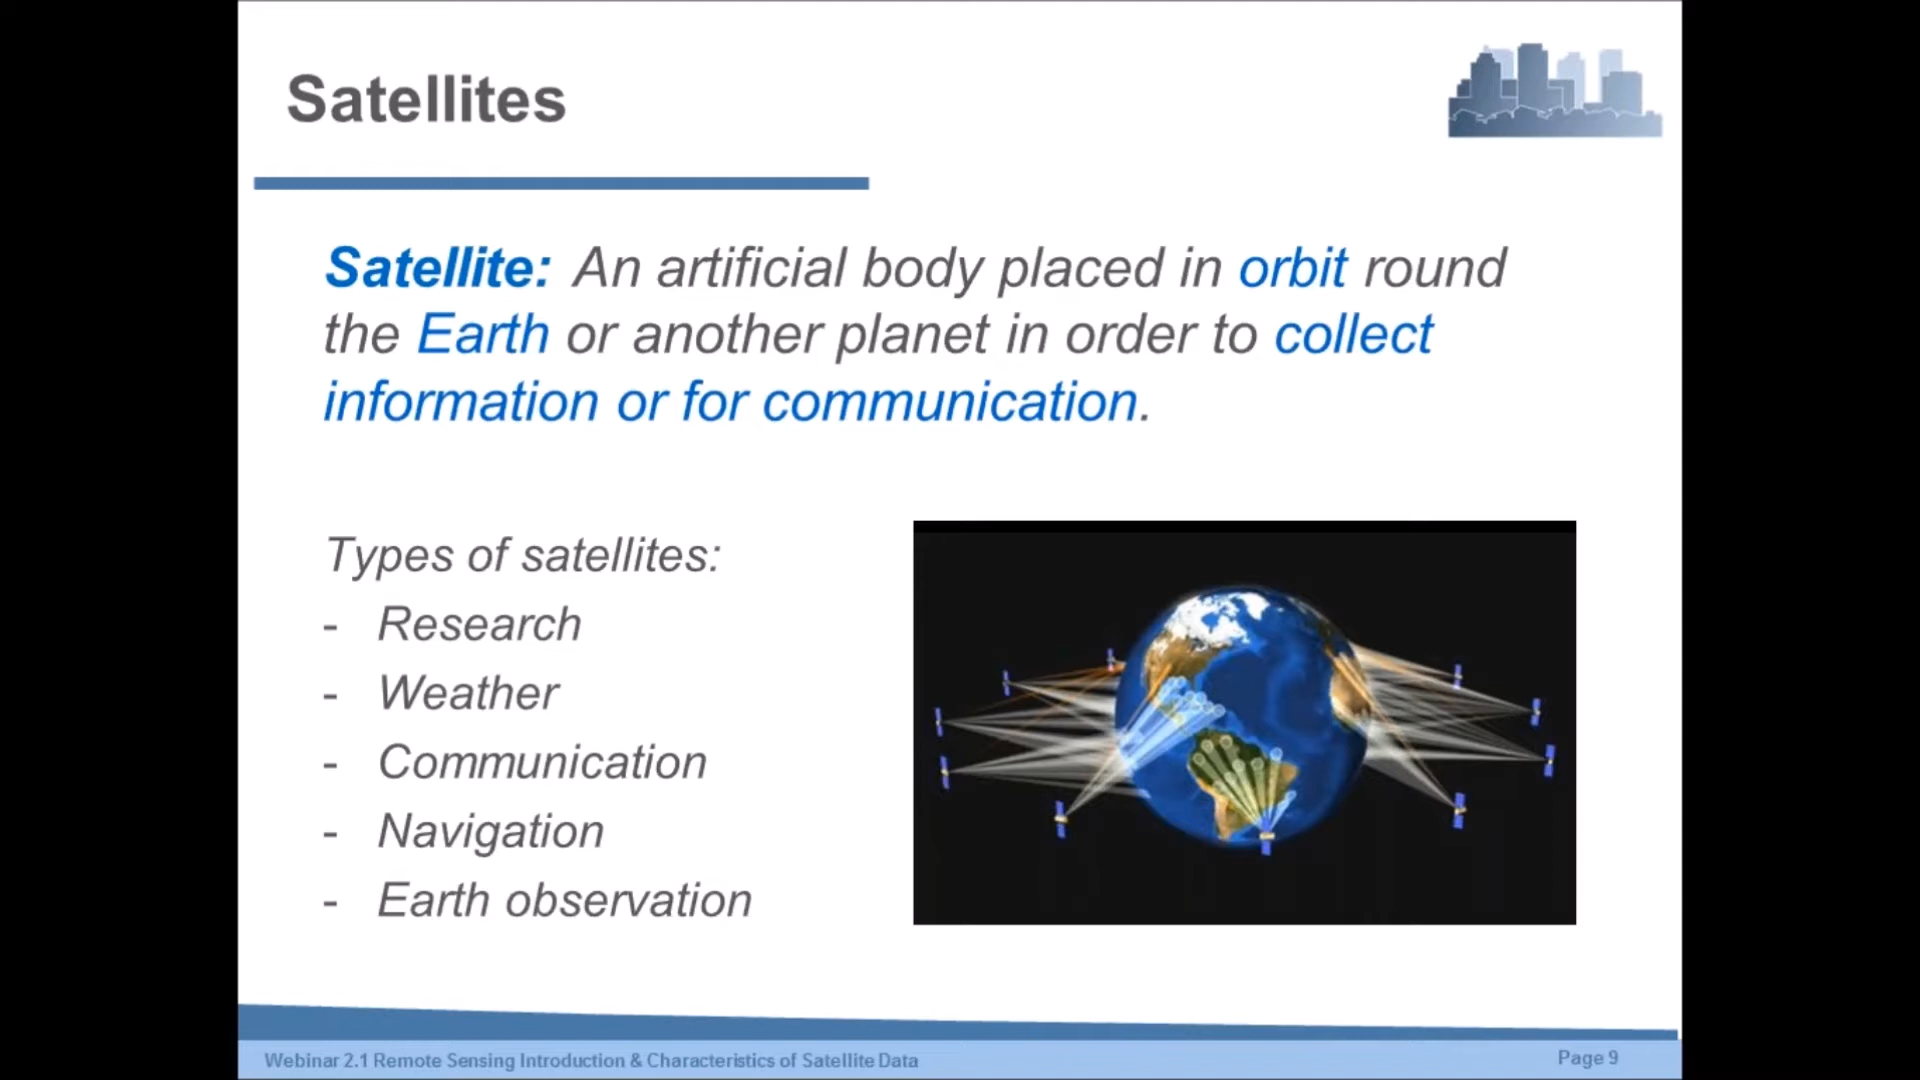 Satellites
Satellite: An artificial body placed in orbit round
the Earth or another planet in order to collect
information or for communication.
Types of satellites:
- Research
- Weather
- Communication
- Navigation
- Earth observation
Webinar 2.1 Remote Sensing Introduction & Characteristics of Satellite Data
Page 9